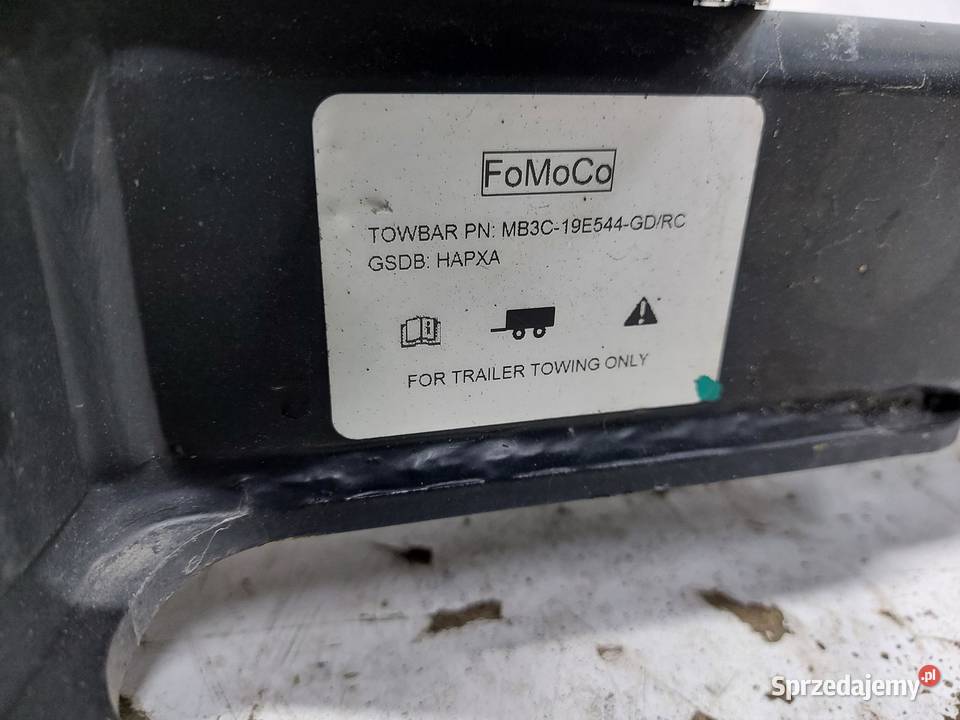 FoMoCo
TOWBAR PN: MB3C-19E544-GD/RC
GSDB: HAPXA
FOR TRAILER TOWING ONLY
Sprzedajemy.pl